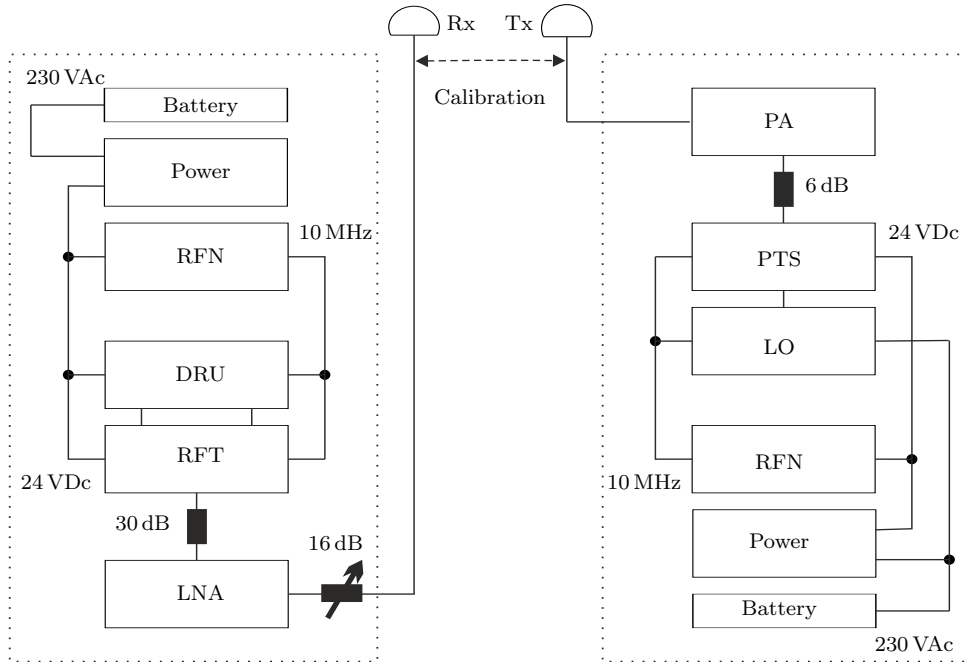 Rx
Tx
Calibration
230 VAc
Battery
Power
RFN
10 MHz
DRU
RFT
24 VDc
30 dB
16 dB
LNA
PA
6 dB
PTS
24 VDc
LO
RFN
10 MHz
Power
Battery
230 VAc